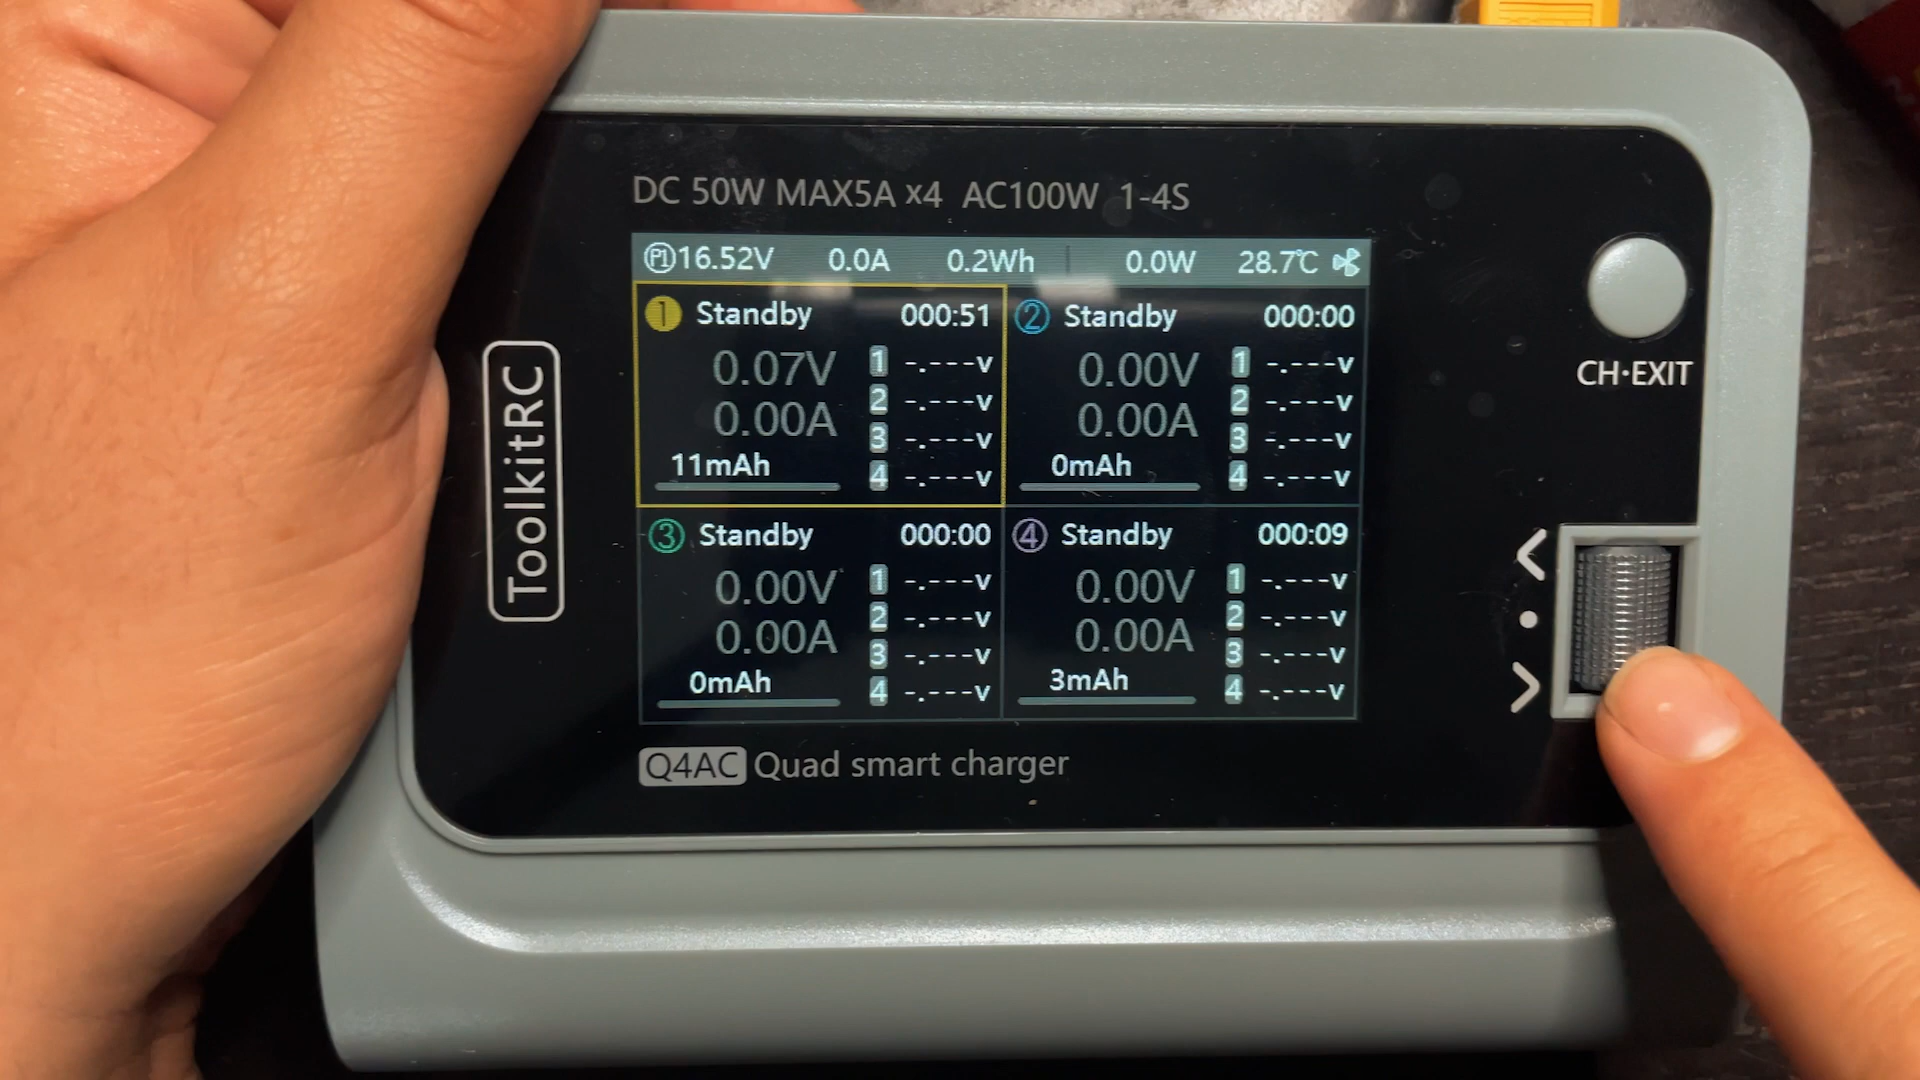 DC 50W MAX5A x4 AC100W 1-4S
P1 16.52V 0.0A 0.2Wh 0.0W 28.7℃
1 Standby 000:51
0.07V
0.00A
11mAh
1 -.---v
2 -.---v
3 -.---v
4 -.---v
2 Standby 000:00
0.00V
0.00A
0mAh
1 -.---v
2 -.---v
3 -.---v
4 -.---v
3 Standby 000:00
0.00V
0.00A
0mAh
1 -.---v
2 -.---v
3 -.---v
4 -.---v
4 Standby 000:09
0.00V
0.00A
3mAh
1 -.---v
2 -.---v
3 -.---v
4 -.---v
Q4AC Quad smart charger
ToolkitRC
CH·EXIT